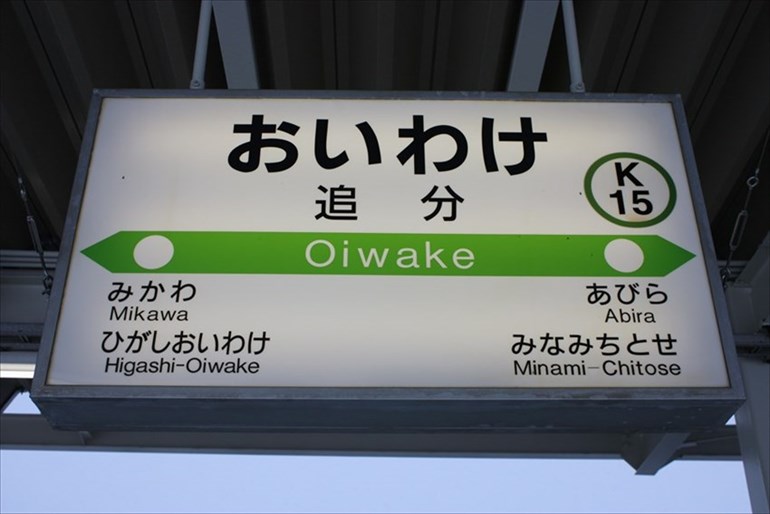 おいわけ
追分
K
15
Oiwake
みかわ
Mikawa
ひがしおいわけ
Higashi-Oiwake
あびら
Abira
みなみちとせ
Minami-Chitose